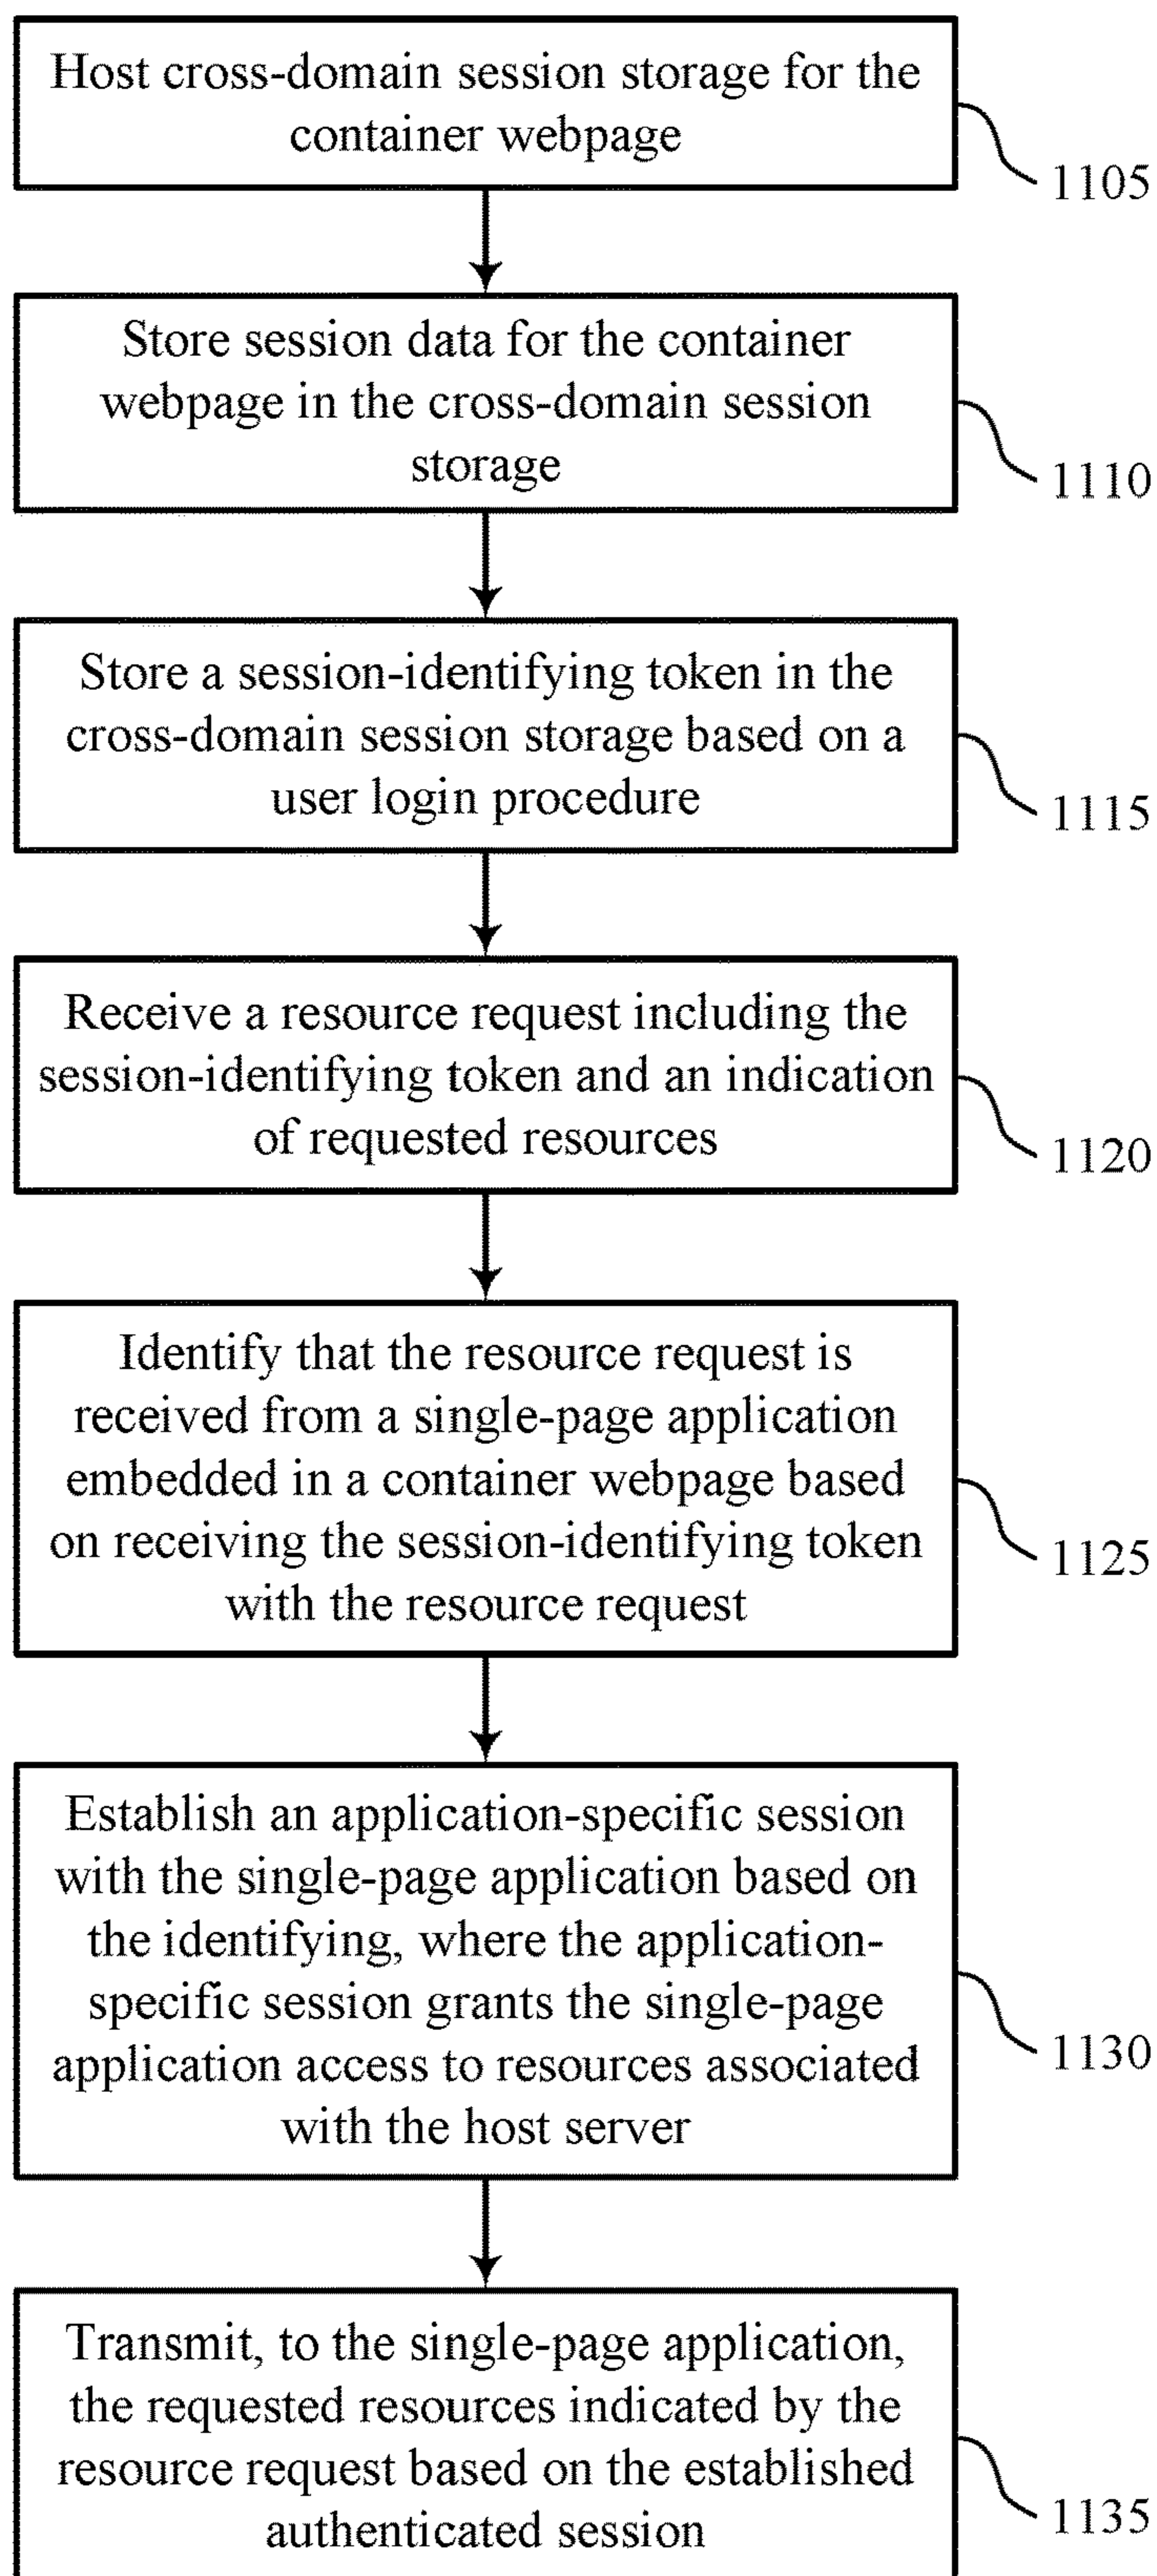 Host cross-domain session storage for the
container webpage
1105
Store session data for the container
webpage in the cross-domain session
storage
1110
Store a session-identifying token in the
cross-domain session storage based on a
user login procedure
1115
Receive a resource request including the
session-identifying token and an indication
of requested resources
1120
Identify that the resource request is
received from a single-page application
embedded in a container webpage based
on receiving the session-identifying token
with the resource request
1125
Establish an application-specific session
with the single-page application based on
the identifying, where the application-
specific session grants the single-page
application access to resources associated
with the host server
1130
Transmit, to the single-page application,
the requested resources indicated by the
resource request based on the established
authenticated session
1135